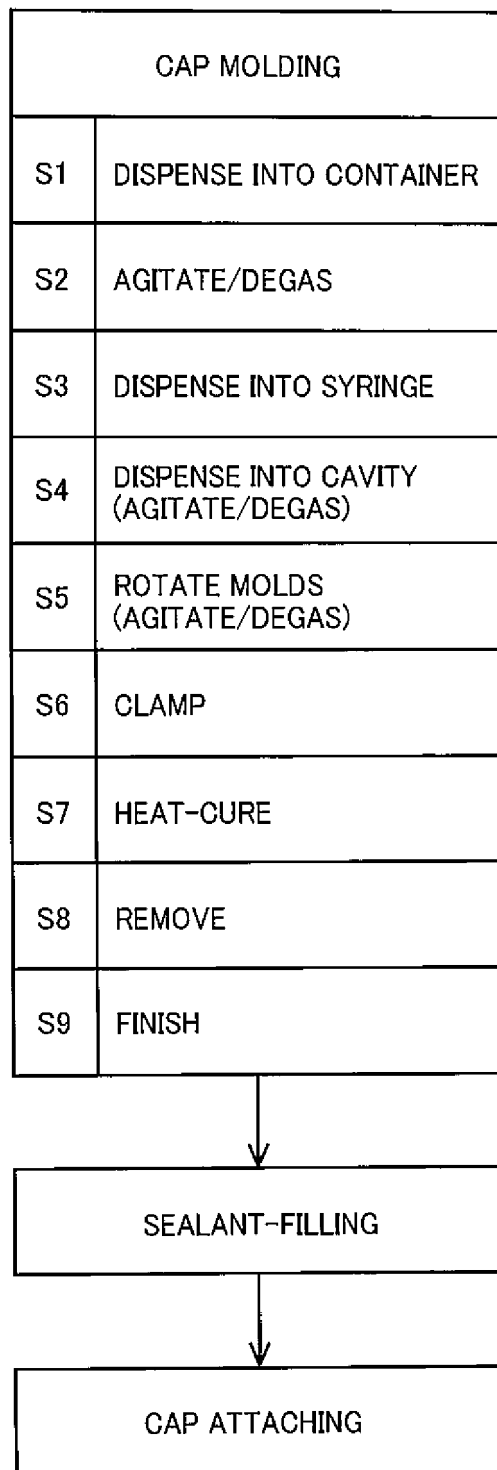 CAP MOLDING
S1 DISPENSE INTO CONTAINER
S2 AGITATE/DEGAS
S3 DISPENSE INTO SYRINGE
S4 DISPENSE INTO CAVITY
(AGITATE/DEGAS)
S5 ROTATE MOLDS
(AGITATE/DEGAS)
S6 CLAMP
S7 HEAT-CURE
S8 REMOVE
S9 FINISH
SEALANT-FILLING
CAP ATTACHING